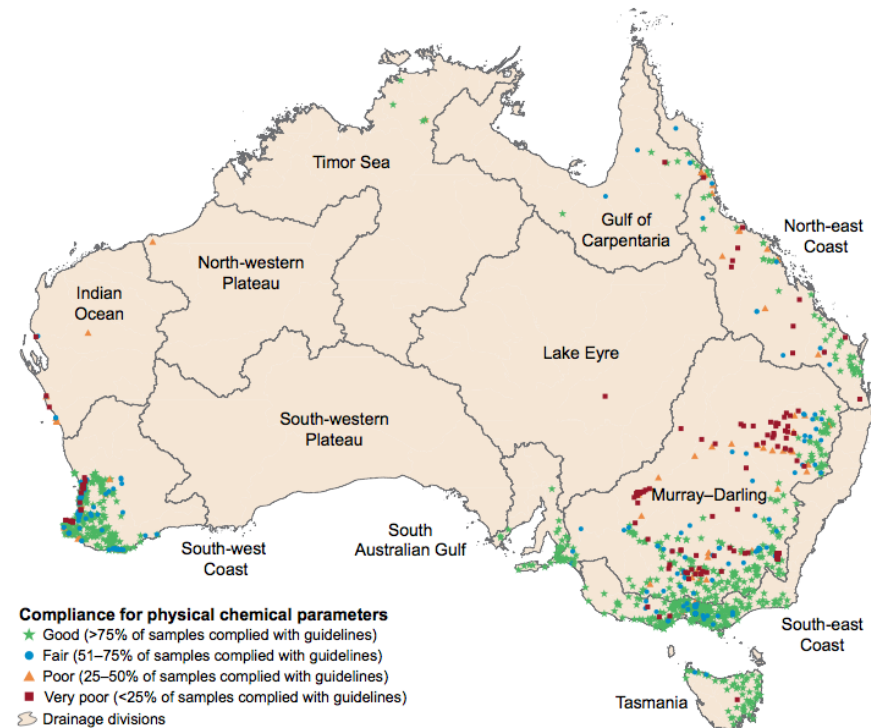 Timor Sea
Gulf of
Carpentaria
North-east
Coast
North-western
Plateau
Indian
Ocean
Lake Eyre
South-western
Plateau
Murray–Darling
South
Australian Gulf
South-west
Coast
South-east
Coast
Tasmania
Compliance for physical chemical parameters
Good (>75% of samples complied with guidelines)
Fair (51–75% of samples complied with guidelines)
Poor (25–50% of samples complied with guidelines)
Very poor (<25% of samples complied with guidelines)
Drainage divisions